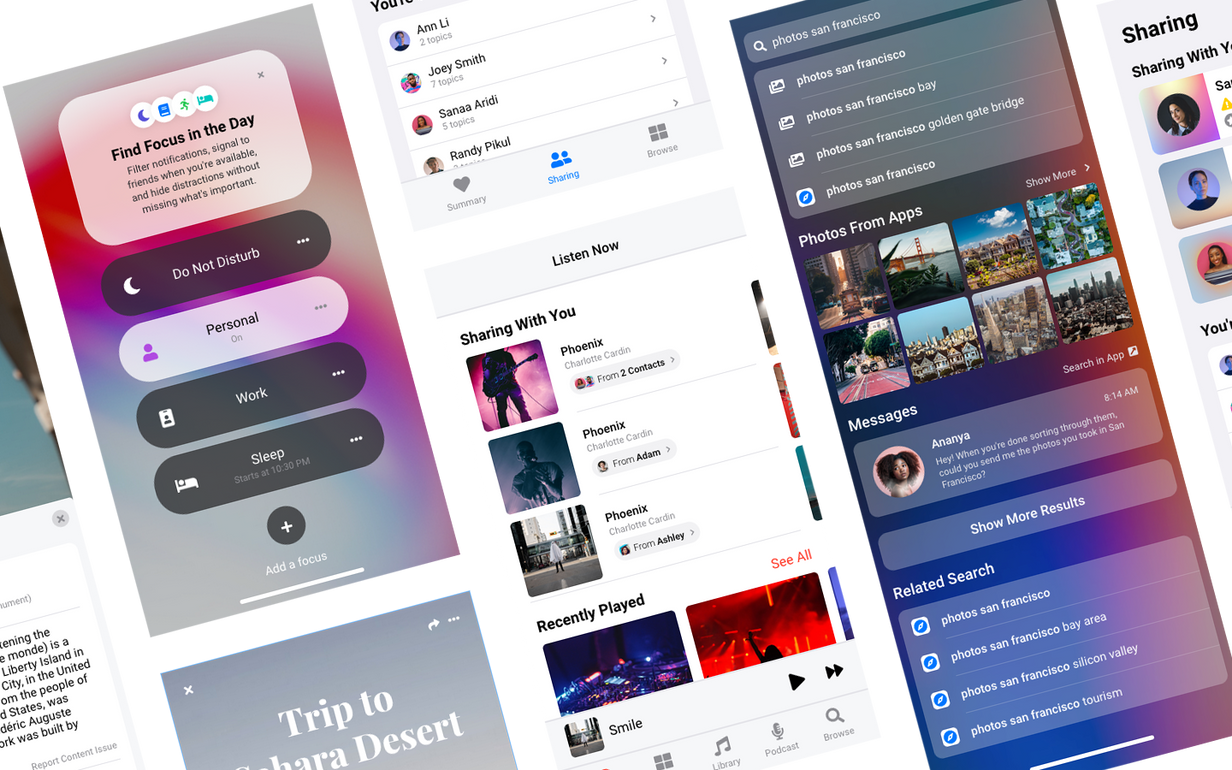 Find Focus in the Day
Filter notifications, signal to
friends when you're available,
and hide distractions without
missing what's important.
Do Not Disturb
Personal
On
Work
Sleep
Starts at 10:30 PM
Add a focus
tening the
e monde) is a
Liberty Island in
City, in the United
om the people of
d States, was
déric Auguste
ork was built by
Report Content Issue
Trip to
Sahara Desert
You're
Ann Li
2 topics
Joey Smith
7 topics
Sanaa Aridi
5 topics
Randy Pikul
Summary
Sharing
Browse
Listen Now
Sharing With You
Phoenix
Charlotte Cardin
From 2 Contacts
Phoenix
Charlotte Cardin
From Adam
Phoenix
Charlotte Cardin
From Ashley
See All
Recently Played
Smile
Library
Podcast
Browse
photos san francisco
photos san francisco
photos san francisco bay
photos san francisco golden gate bridge
photos san francisco
Show More
Photos From Apps
Search in App
Messages
8:14 AM
Ananya
Hey! When you're done sorting through them,
could you send me the photos you took in San
Francisco?
Show More Results
Related Search
photos san francisco
photos san francisco bay area
photos san francisco silicon valley
photos san francisco tourism
Sharing
Sharing With Y
Sa
You'r